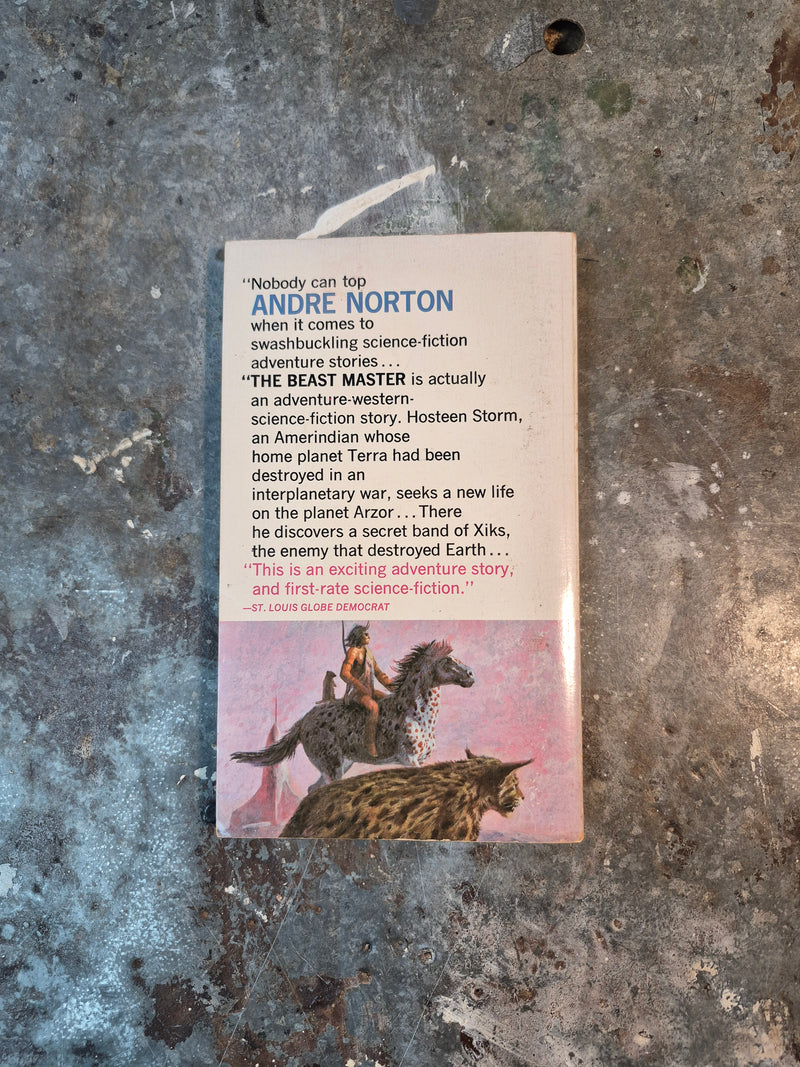 “Nobody can top
ANDRE NORTON
when it comes to
swashbuckling science-fiction
adventure stories...
“THE BEAST MASTER is actually
an adventure-western-
science-fiction story. Hosteen Storm,
an Amerindian whose
home planet Terra had been
destroyed in an
interplanetary war, seeks a new life
on the planet Arzor...There
he discovers a secret band of Xiks,
the enemy that destroyed Earth...
“This is an exciting adventure story,
and first-rate science-fiction.”
—ST. LOUIS GLOBE DEMOCRAT